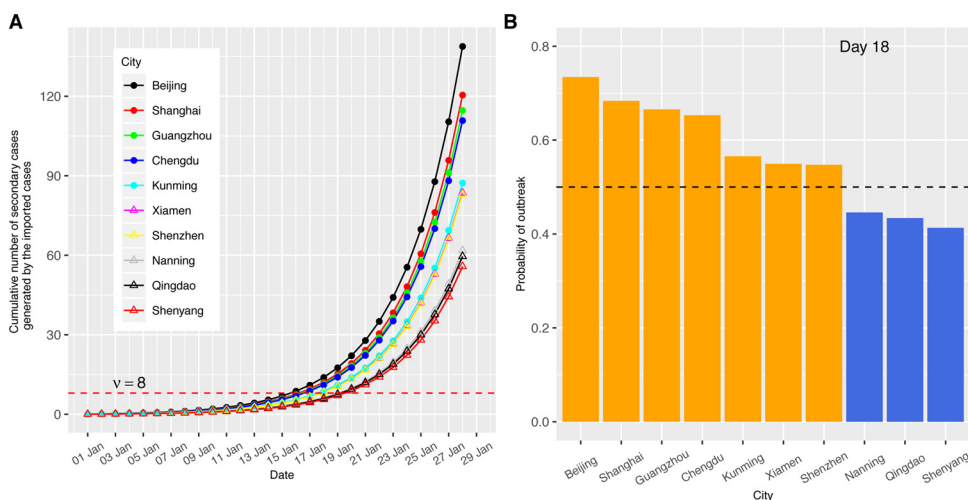 A
Cumulative number of secondary cases
generated by the imported cases
120
90
60
30
0
City
Beijing
Shanghai
Guangzhou
Chengdu
Kunming
Xiamen
Shenzhen
Nanning
Qingdao
Shenyang
ν = 8
01 Jan 03 Jan 05 Jan 07 Jan 09 Jan 11 Jan 13 Jan 15 Jan 17 Jan 19 Jan 21 Jan 23 Jan 25 Jan 27 Jan 29 Jan
Date
B
Probability of outbreak
0.8
0.6
0.4
0.2
0.0
Day 18
Beijing Shanghai Guangzhou Chengdu Kunming Xiamen Shenzhen Nanning Qingdao Shenyang
City